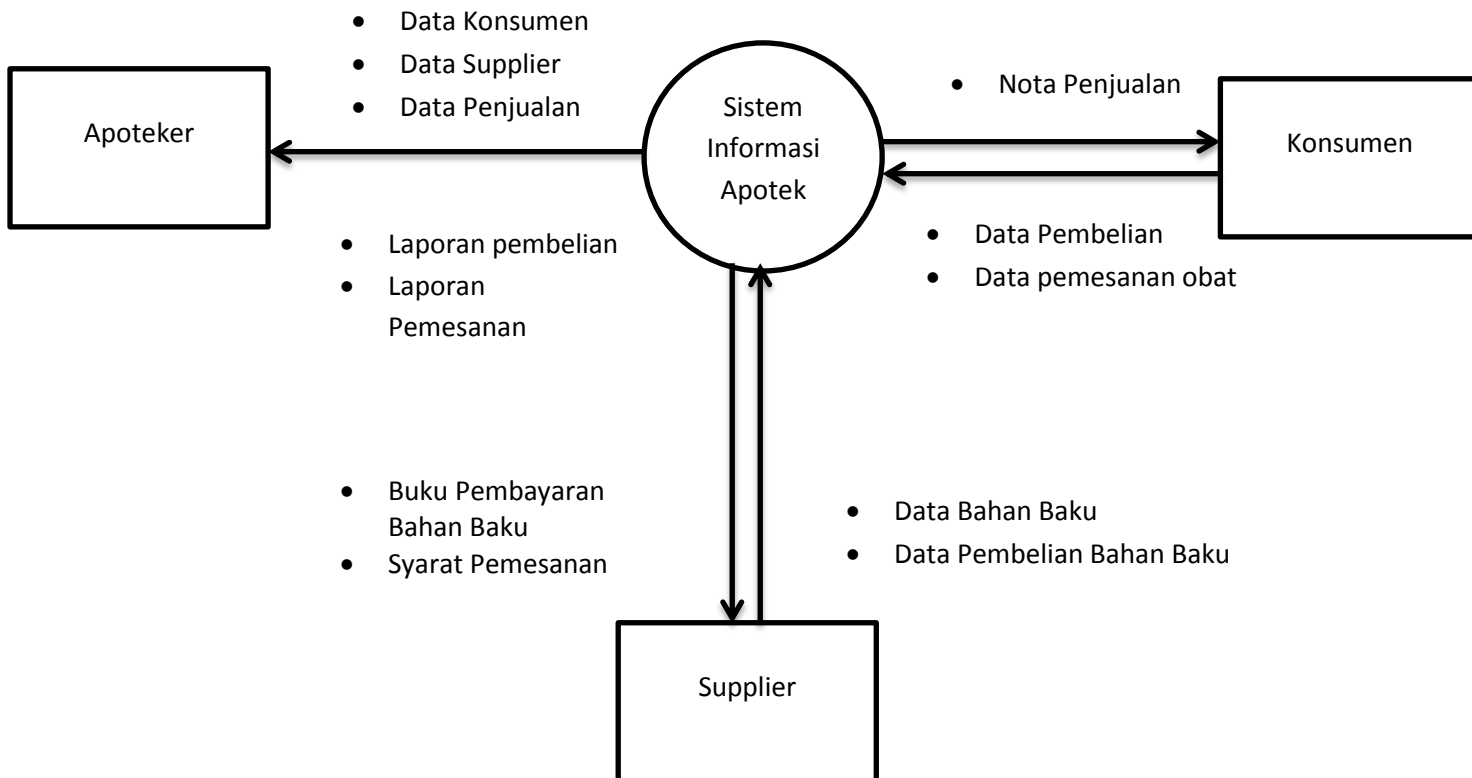 • Data Konsumen
• Data Supplier
• Data Penjualan
Apoteker
Sistem
Informasi
Apotek
• Nota Penjualan
Konsumen
• Laporan pembelian
• Laporan
Pemesanan
• Data Pembelian
• Data pemesanan obat
• Buku Pembayaran
Bahan Baku
• Syarat Pemesanan
• Data Bahan Baku
• Data Pembelian Bahan Baku
Supplier